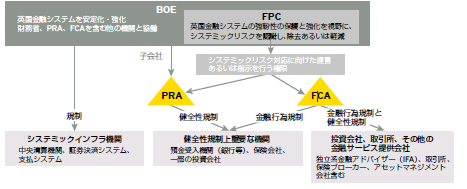 BOE
英国金融システムを安定化・強化
財務省、PRA、FCAを含む他の機関と協働
FPC
英国金融システムの強靭性の保護と強化を視野に、
システミックリスクを認識し、除去あるいは軽減
子会社
システミックリスク対応に向けた提言
あるいは指示を行う権限
PRA
FCA
規制
健全性規制
金融行為規制
金融行為規制と
健全性規制
システミックインフラ機関
中央清算機関、証券決済システム、
支払システム
健全性規制上重要な機関
預金受入機関（銀行等）、保険会社、
一部の投資会社
投資会社、取引所、その他の
金融サービス提供会社
独立系金融アドバイザー（IFA）、取引所、
保険ブローカー、アセットマネジメント
会社含む